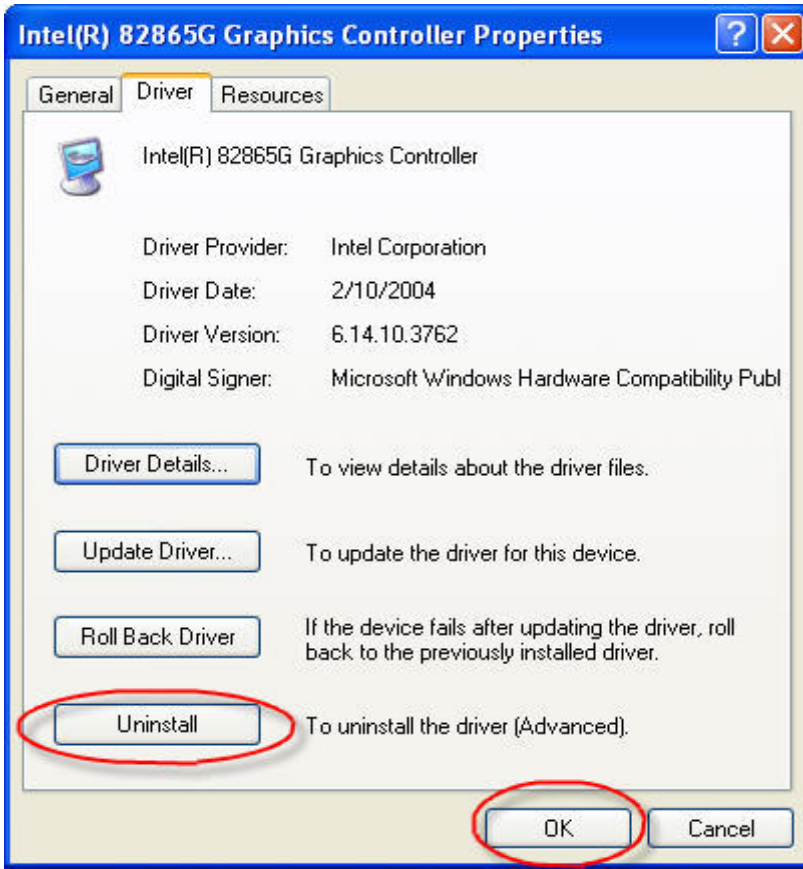 Intel(R) 82865G Graphics Controller Properties
General Driver Resources
Intel(R) 82865G Graphics Controller
Driver Provider: Intel Corporation
Driver Date: 2/10/2004
Driver Version: 6.14.10.3762
Digital Signer: Microsoft Windows Hardware Compatibility Publ
Driver Details... To view details about the driver files.
Update Driver... To update the driver for this device.
Roll Back Driver If the device fails after updating the driver, roll
back to the previously installed driver.
Uninstall To uninstall the driver (Advanced).
OK Cancel